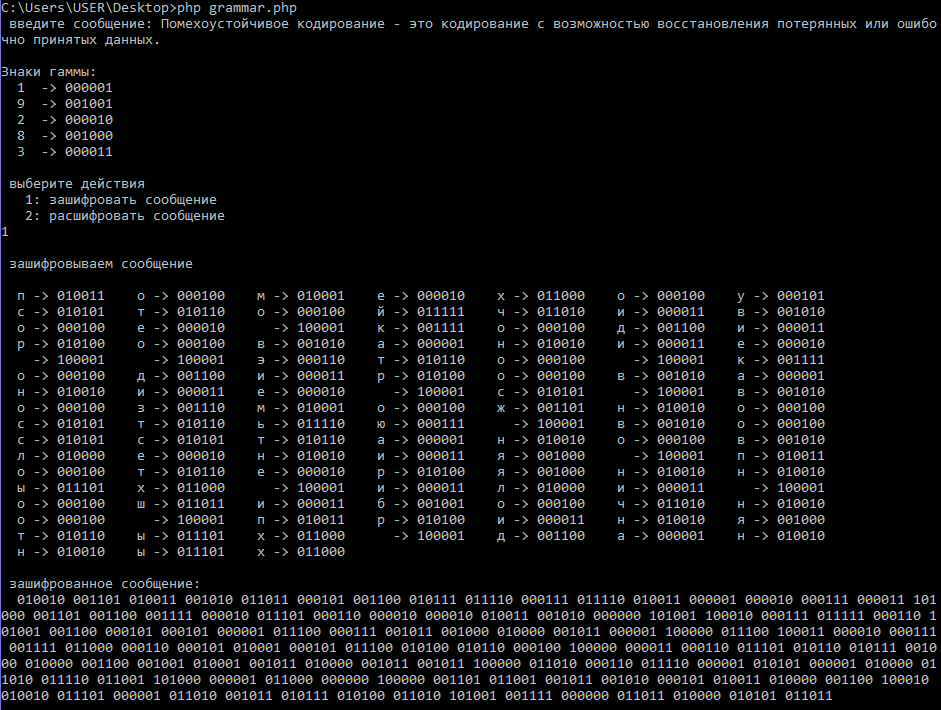 C:\Users\USER\Desktop>php grammar.php
введите сообщение: Помехоустойчивое кодирование - это кодирование с возможностью восстановления потерянных или ошибо
чно принятых данных.
Знаки гаммы:
1 -> 000001
9 -> 001001
2 -> 000010
8 -> 001000
3 -> 000011
выберите действия
1: зашифровать сообщение
2: расшифровать сообщение
1
зашифровываем сообщение
п -> 010011 о -> 000100 м -> 010001 е -> 000010 х -> 011000 о -> 000100 у -> 000101
с -> 010101 т -> 010110 о -> 000100 й -> 011111 ч -> 011010 и -> 000011 в -> 001010
о -> 000100 е -> 000010 -> 100001 к -> 001111 о -> 000100 д -> 001100 и -> 000011
р -> 010100 о -> 000100 в -> 001010 а -> 000001 н -> 010010 и -> 000011 е -> 000010
-> 100001 -> 100001 э -> 000110 т -> 010110 о -> 000100 -> 100001 к -> 001111
о -> 000100 д -> 001100 и -> 000011 р -> 010100 о -> 000100 в -> 001010 а -> 000001
н -> 010010 и -> 000011 е -> 000010 -> 100001 с -> 010101 -> 100001 в -> 001010
о -> 000100 з -> 001110 м -> 010001 о -> 000100 ж -> 001101 н -> 010010 о -> 000100
с -> 010101 т -> 010110 ь -> 011110 ю -> 000111 -> 100001 в -> 001010 о -> 000100
с -> 010101 с -> 010101 т -> 010110 а -> 000001 н -> 010010 о -> 000100 в -> 001010
л -> 010000 е -> 000010 н -> 010010 и -> 000011 я -> 001000 -> 100001 п -> 010011
о -> 000100 т -> 010110 е -> 000010 р -> 010100 я -> 001000 н -> 010010 н -> 010010
ы -> 011101 х -> 011000 -> 100001 и -> 000011 л -> 010000 и -> 000011 -> 100001
о -> 000100 ш -> 011011 и -> 000011 б -> 001001 о -> 000100 ч -> 011010 н -> 010010
о -> 000100 -> 100001 п -> 010011 р -> 010100 и -> 000011 н -> 010010 я -> 001000
т -> 010110 ы -> 011101 х -> 011000 -> 100001 д -> 001100 а -> 000001 н -> 010010
н -> 010010 ы -> 011101 х -> 011000
зашифрованное сообщение:
010010 001101 010011 001010 011011 000101 001100 010111 011110 000111 011110 010011 000001 000010 000111 000011 101
000 001101 001100 001111 000010 011101 000110 000010 000010 010011 001010 000000 101001 100010 000111 011111 000110 1
01001 001100 000101 000101 000001 011100 000111 001011 001000 010000 001011 000001 100000 011100 100011 000010 000111
001111 011000 000110 000101 010001 000101 011100 010100 010110 000100 100000 000011 000110 011101 010110 010111 0010
00 010000 001100 001001 010001 001011 010000 001011 001011 100000 011010 000110 011110 000001 010101 000001 010000 01
1010 011110 011001 101000 000001 011000 000000 100000 001101 011001 001011 001010 000101 010011 010000 001100 100010
010010 011101 000001 011010 001011 010111 010100 011010 101001 001111 000000 011011 010000 010101 011011